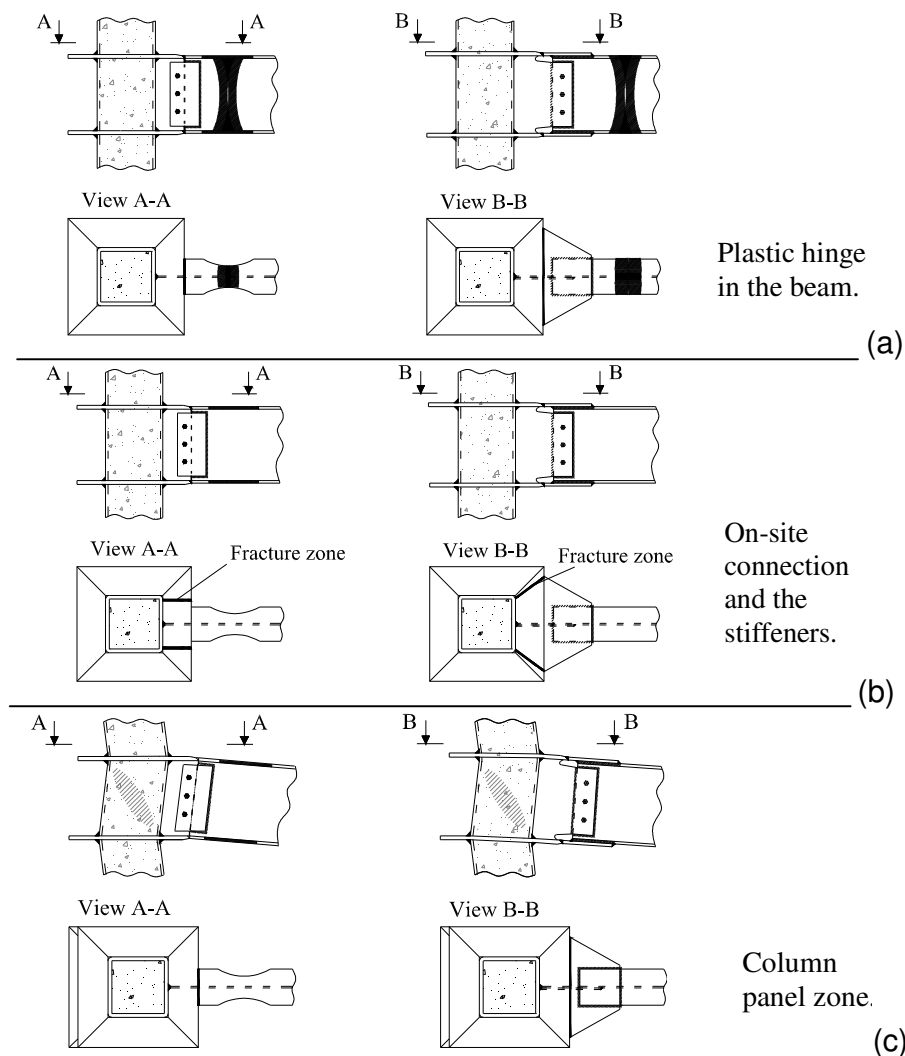 A A B B
View A-A View B-B
Plastic hinge
in the beam.
(a)
A A B B
View A-A Fracture zone View B-B Fracture zone
On-site
connection
and the
stiffeners.
(b)
A A B B
View A-A View B-B
Column
panel zone.
(c)